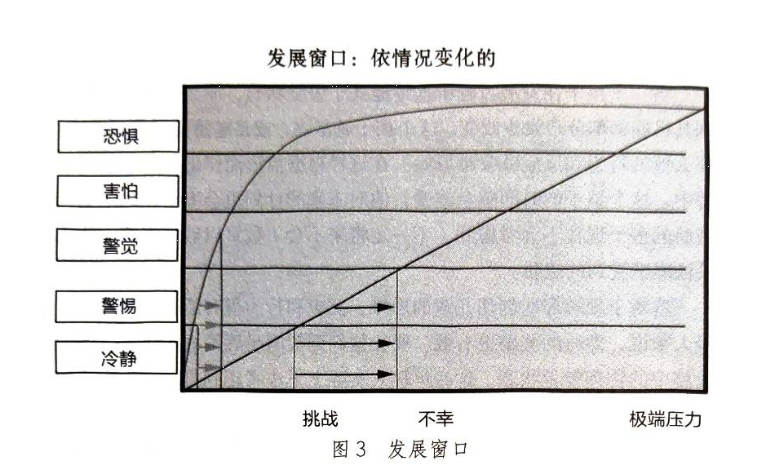 发展窗口：依情况变化的
恐惧
害怕
警觉
警惕
冷静
挑战
不幸
极端压力
图3 发展窗口